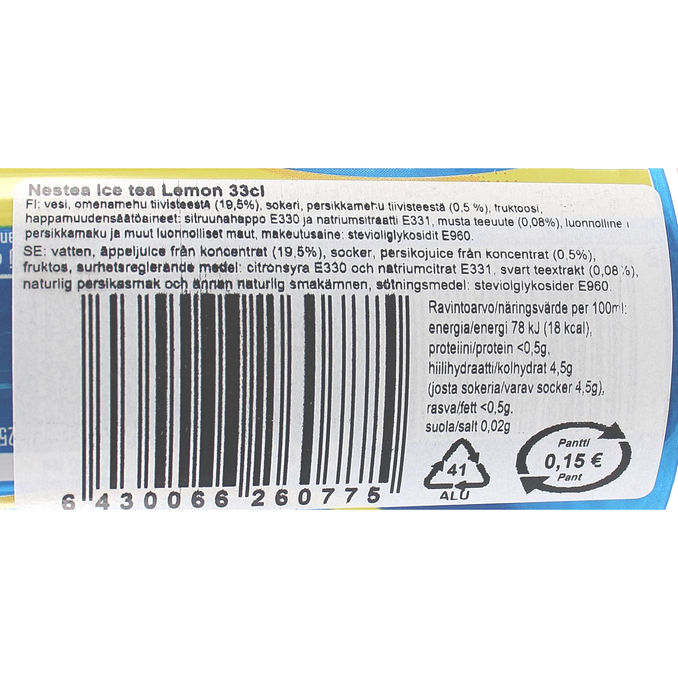 Nestea Ice tea Lemon 33cl
FI: vesi, omenamehu tiivisteestä (19,5%), sokeri, persikkamehu tiivisteestä (0,5 %), fruktoosi,
happamuudensäätöaineet: sitruunahappo E330 ja natriumsitraatti E331, musta teeuute (0,08%), luonnolline
persikkamaku ja muut luonnolliset maut, makeutusaine: steviolglykosidit E960.
SE: vatten, äppeljuice från koncentrat (19,5%), socker, persikojuice från koncentrat (0,5%),
fruktos, surhetsreglerande medel: citronsyra E330 och natriumcitrat E331, svart teextrakt (0,08%),
naturlig persikasmak och annan naturlig smakämnen, sötningsmedel: steviolglykosider E960.
Ravintoarvo/näringsvärde per 100ml:
energia/energi 78 kJ (18 kcal),
proteiini/protein <0,5g,
hiilihydraatti/kolhydrat 4,5g
(josta sokeria/varav socker 4,5g),
rasva/fett <0,5g,
suola/salt 0,02g
41
ALU
Pantti
0,15 €
Pant
6 430066 260775